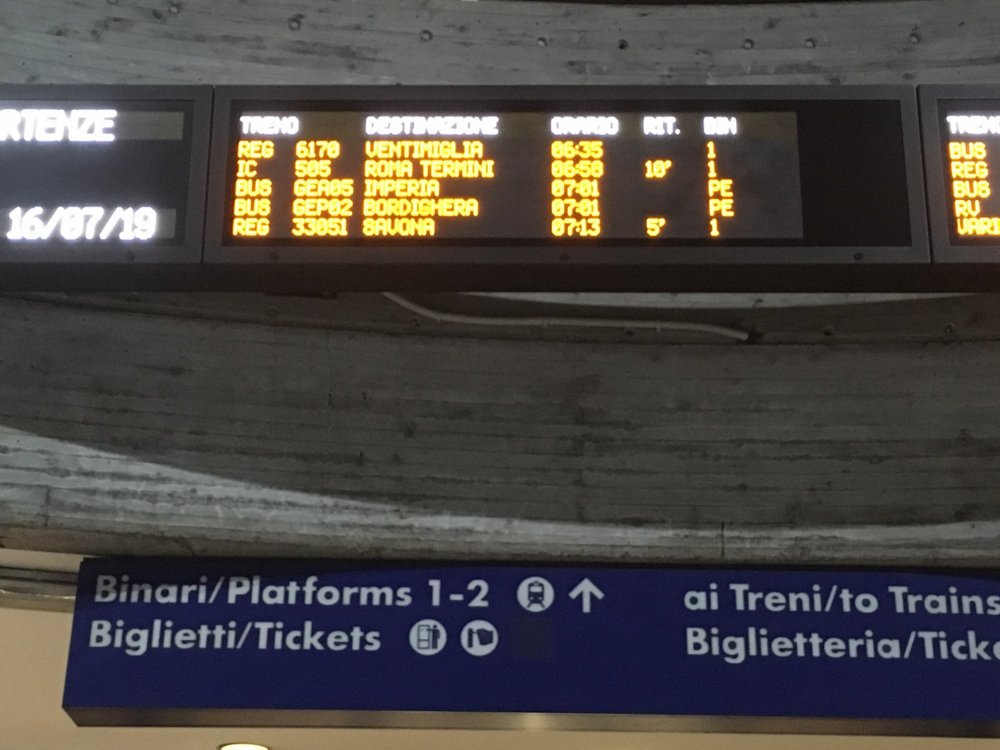 RTENZE
16/07/19
TRENO DESTINAZIONE ORARIO RIT. BIN
REG 6170 VENTIMIGLIA 06:35 1
IC 505 ROMA TERMINI 06:58 10' 1
BUS GEA05 IMPERIA 07:01 PE
BUS GEP02 BORDIGHERA 07:01 PE
REG 33051 SAVONA 07:13 5' 1
TREN
BUS
REG
BUS
RV
VARI
Binari/Platforms 1-2
Biglietti/Tickets
ai Treni/to Trains
Biglietteria/Ticke